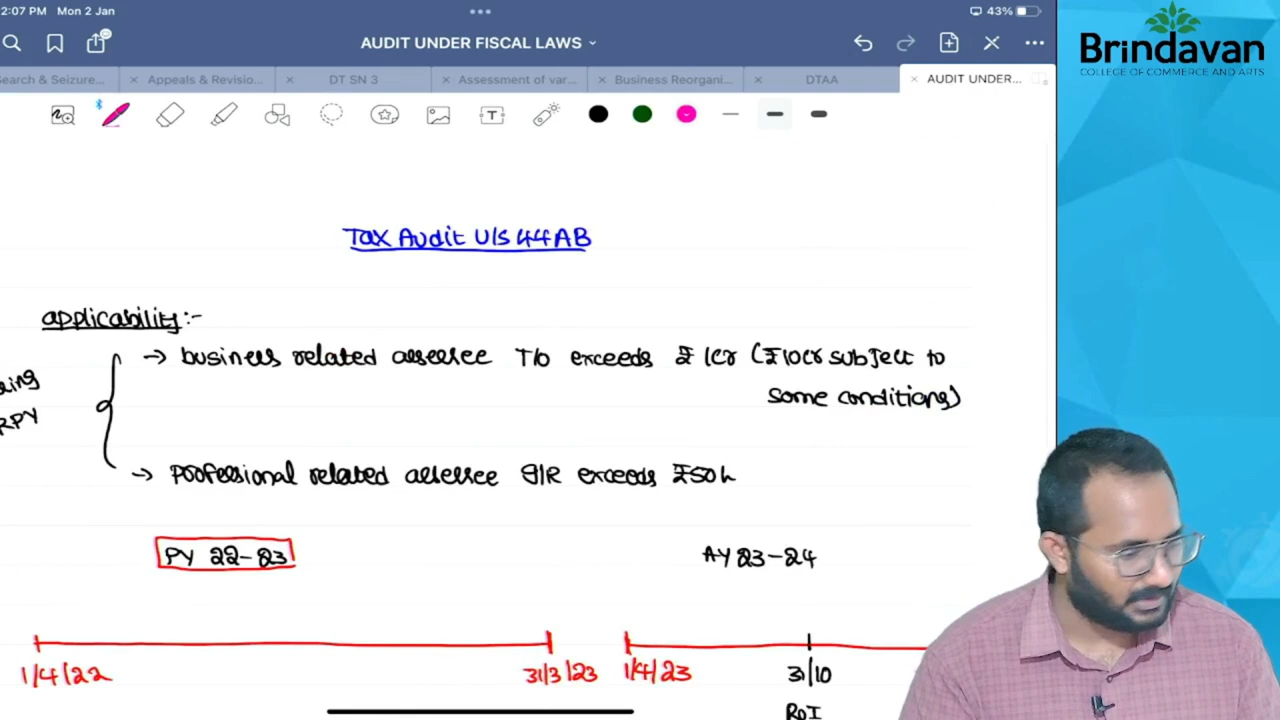 2:07 PM Mon 2 Jan
43%
AUDIT UNDER FISCAL LAWS
Brindavan
COLLEGE OF COMMERCE AND ARTS
earch & Seizure...
Appeals & Revisio...
DT SN 3
Assessment of var...
Business Reorgani...
DTAA
AUDIT UNDER...
T
Tax Audit U/S 44AB
applicability:-
→ business related assessee T/o exceeds ₹ 1cr (₹10cr subject to
some conditions)
RPY
→ Professional related assessee G/R exceeds ₹50L
PY 22-23
AY 23-24
1/4/22
31/3/23
1/4/23
31/10
RoI